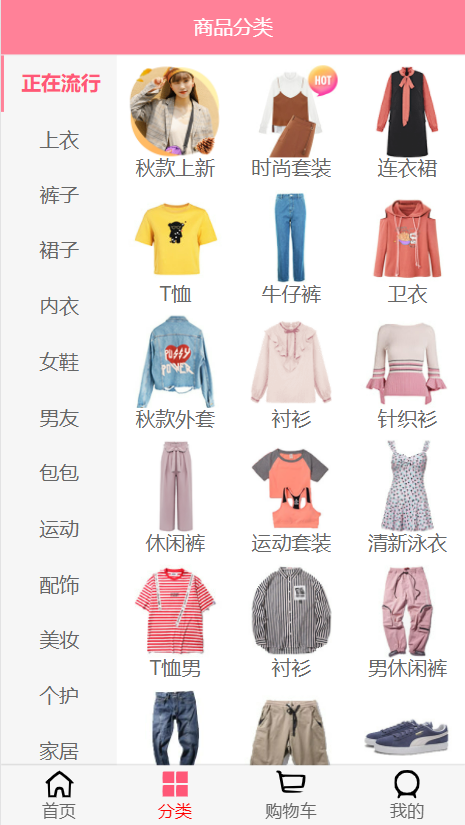 商品分类
正在流行
上衣
裤子
裙子
内衣
女鞋
男友
包包
运动
配饰
美妆
个护
家居
HOT
秋款上新
时尚套装
连衣裙
T恤
牛仔裤
卫衣
PUSSY
POWER
秋款外套
衬衫
针织衫
休闲裤
运动套装
清新泳衣
T恤男
衬衫
男休闲裤
首页
分类
购物车
我的